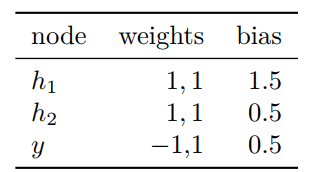 node weights bias
h₁ 1, 1 1.5
h₂ 1, 1 0.5
y −1,1 0.5